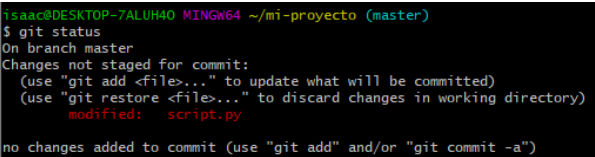 isaac@DESKTOP-7ALUH4O MINGW64 ~/mi-proyecto (master)
$ git status
On branch master
Changes not staged for commit:
  (use "git add <file>..." to update what will be committed)
  (use "git restore <file>..." to discard changes in working directory)
        modified:   script.py

no changes added to commit (use "git add" and/or "git commit -a")